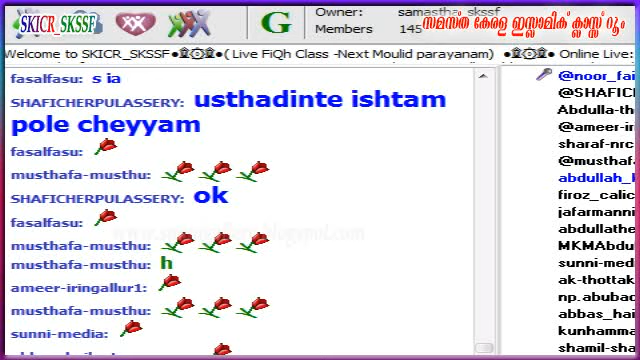 SKICR_SKSSF
G
Owner: samastha_skssf
Members 145
സമസ്ത കേരള ഇസ്ലാമിക് ക്ലാസ്സ് റൂം
Welcome to SKICR_SKSSF ●۩۞۩●( Live FiQh Class -Next Moulid parayanam) ●۩۞۩● Online Live:
fasalfasu: s ia
SHAFICHERPULASSERY: usthadinte ishtam
pole cheyyam
fasalfasu:
musthafa-musthu:
SHAFICHERPULASSERY: ok
fasalfasu:
musthafa-musthu:
musthafa-musthu: h
ameer-iringallur1:
musthafa-musthu:
sunni-media:
@noor_fai
@SHAFIC
Abdulla-th
@ameer-ir
sharaf-nrc
@musthafa
abdullah_k
firoz_calic
jafarmanni
abdullathe
MKMAbdu
sunni-med
ak-thottak
np.abubac
abbas_hai
kunhamm
shamil-sha